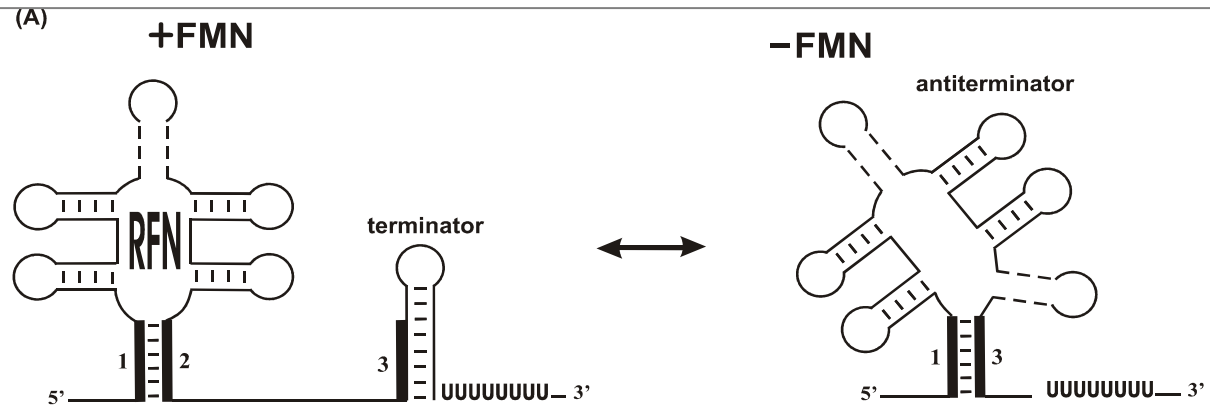 (A)
+FMN
−FMN
antiterminator
RFN
terminator
1 2 3 1 3
5' UUUUUUUU 3' 5' UUUUUUUU 3'